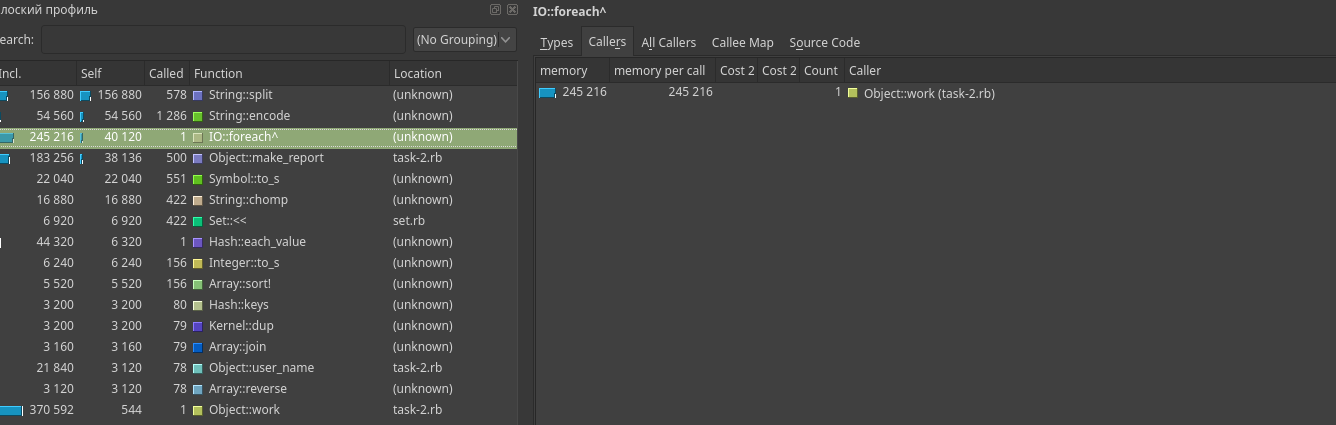 лоский профиль
earch:
(No Grouping)
Incl. Self Called Function Location
156 880 156 880 578 String::split (unknown)
54 560 54 560 1 286 String::encode (unknown)
245 216 40 120 1 IO::foreach^ (unknown)
183 256 38 136 500 Object::make_report task-2.rb
22 040 22 040 551 Symbol::to_s (unknown)
16 880 16 880 422 String::chomp (unknown)
6 920 6 920 422 Set::<< set.rb
44 320 6 320 1 Hash::each_value (unknown)
6 240 6 240 156 Integer::to_s (unknown)
5 520 5 520 156 Array::sort! (unknown)
3 200 3 200 80 Hash::keys (unknown)
3 200 3 200 79 Kernel::dup (unknown)
3 160 3 160 79 Array::join (unknown)
21 840 3 120 78 Object::user_name task-2.rb
3 120 3 120 78 Array::reverse (unknown)
370 592 544 1 Object::work task-2.rb
IO::foreach^
Types Callers All Callers Callee Map Source Code
memory memory per call Cost 2 Cost 2 Count Caller
245 216 245 216 1 Object::work (task-2.rb)